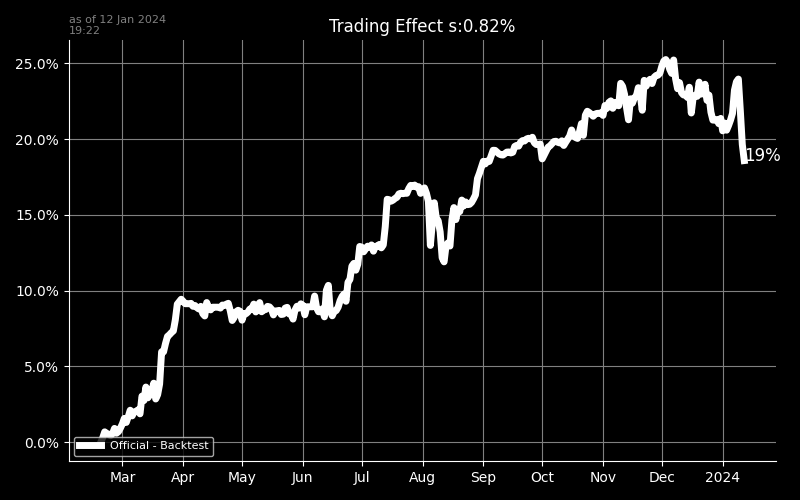 as of 12 Jan 2024
19:22
Trading Effect s:0.82%
25.0%
20.0%
15.0%
10.0%
5.0%
0.0%
19%
Official - Backtest
Mar Apr May Jun Jul Aug Sep Oct Nov Dec 2024